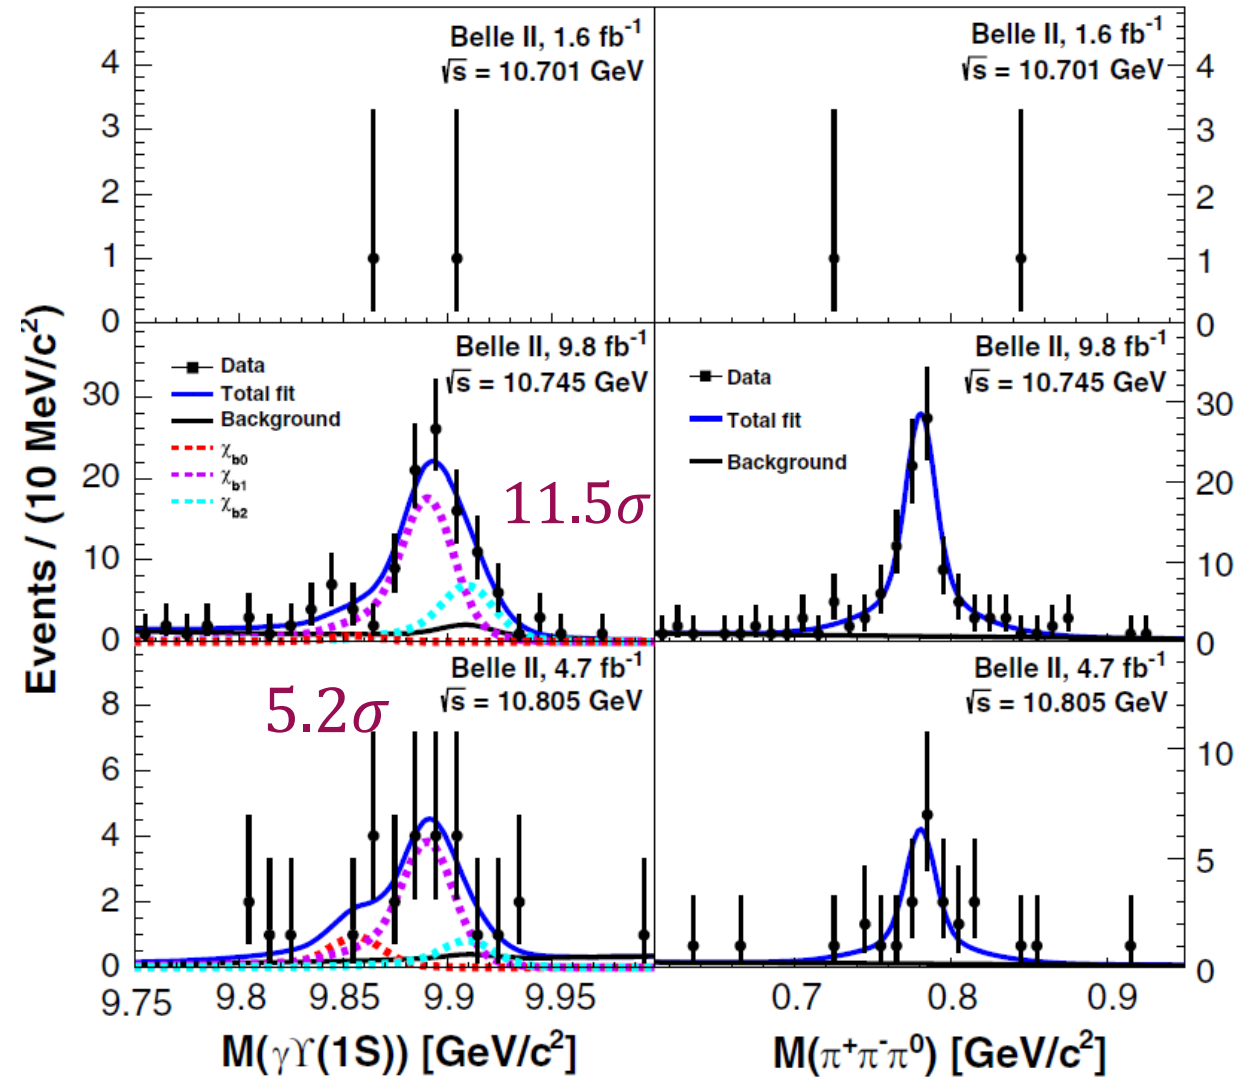 Events / (10 MeV/c²)
Belle II, 1.6 fb⁻¹
√s = 10.701 GeV
4
3
2
1
0
Belle II, 1.6 fb⁻¹
√s = 10.701 GeV
4
3
2
1
0
Belle II, 9.8 fb⁻¹
√s = 10.745 GeV
Data
Total fit
Background
χb0
χb1
χb2
11.5σ
30
20
10
0
Belle II, 9.8 fb⁻¹
√s = 10.745 GeV
Data
Total fit
Background
30
20
10
0
Belle II, 4.7 fb⁻¹
√s = 10.805 GeV
5.2σ
8
6
4
2
0
Belle II, 4.7 fb⁻¹
√s = 10.805 GeV
10
5
0
9.75 9.8 9.85 9.9 9.95
0.7 0.8 0.9
M(γϒ(1S)) [GeV/c²]
M(π⁺π⁻π⁰) [GeV/c²]